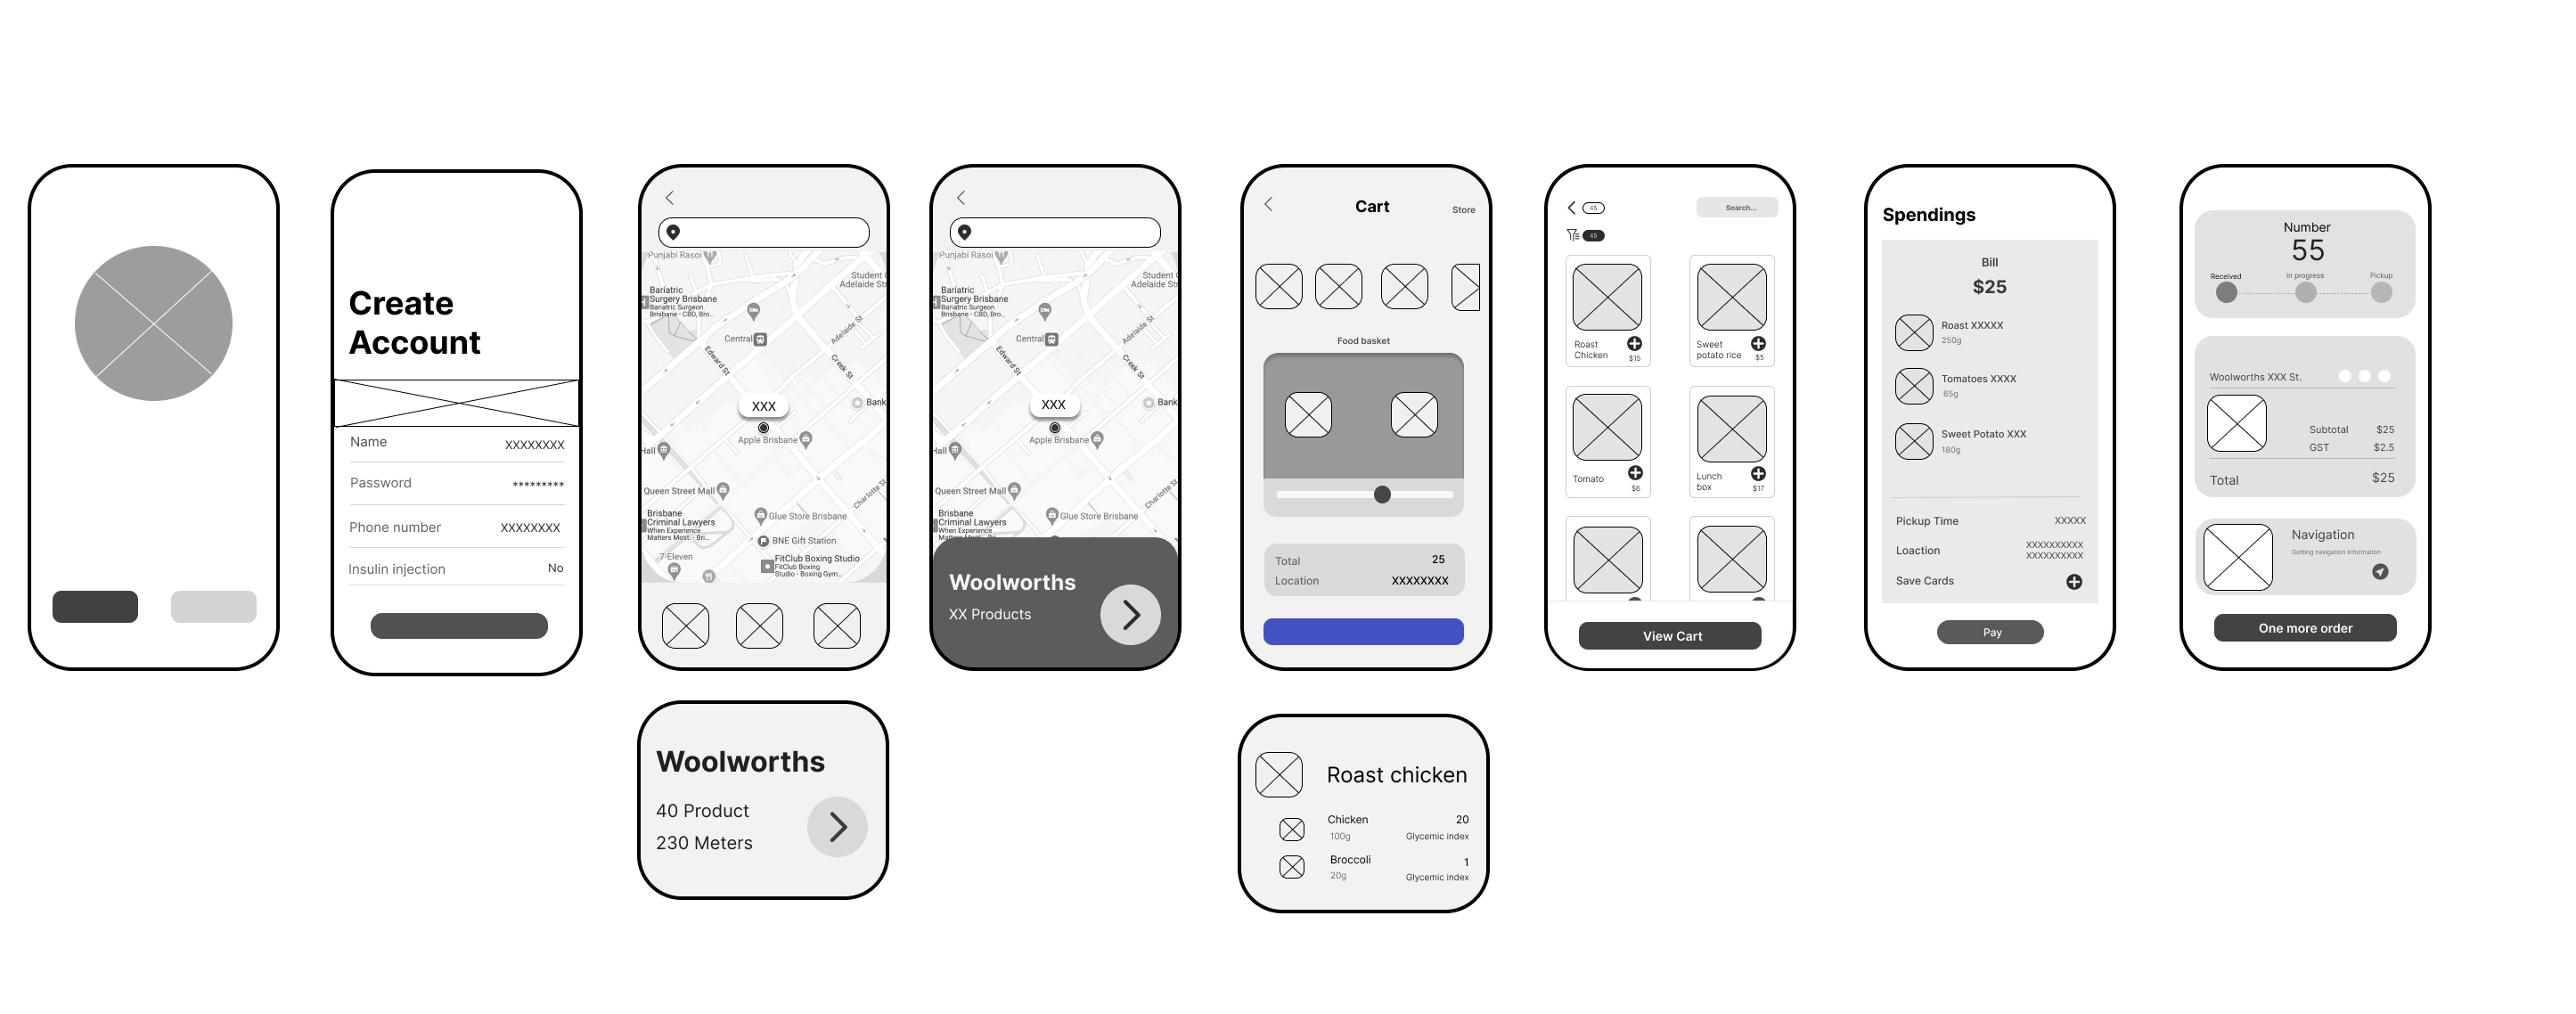 Create
Account
Name XXXXXXXX
Password *********
Phone number XXXXXXXX
Insulin injection No
Punjabi Rasoi
Student C
Adelaide Str
Bariatric
Surgery Brisbane
Bariatric Surgeon
Brisbane - CBD, Bro...
Central
Adelaide St
Edward St
Creek St
XXX
Bank
Apple Brisbane
Hall
Queen Street Mall
Charlotte St
Brisbane
Criminal Lawyers
When Experience
Matters Most. - Bri...
Glue Store Brisbane
BNE Gift Station
7-Eleven
FitClub Boxing Studio
FitClub Boxing
Studio - Boxing Gym...
Woolworths
40 Product
230 Meters
Punjabi Rasoi
Student C
Adelaide Str
Bariatric
Surgery Brisbane
Bariatric Surgeon
Brisbane - CBD, Bro...
Central
Adelaide St
Edward St
Creek St
XXX
Bank
Apple Brisbane
Hall
Queen Street Mall
Charlotte St
Brisbane
Criminal Lawyers
When Experience
Glue Store Brisbane
Woolworths
XX Products
Cart
Store
Food basket
Total 25
Location XXXXXXXX
Roast chicken
Chicken 20
100g Glycemic index
Broccoli 1
20g Glycemic index
45 Search...
45
Roast
Chicken
$15
Sweet
potato rice
$5
Tomato
$6
Lunch
box
$17
View Cart
Spendings
Bill
$25
Roast XXXXX
250g
Tomatoes XXXX
65g
Sweet Potato XXX
180g
Pickup Time XXXXX
Loaction XXXXXXXXXX
XXXXXXXXXX
Save Cards
Pay
Number
55
Received In progress Pickup
Woolworths XXX St.
Subtotal $25
GST $2.5
Total $25
Navigation
Getting navigation information
One more order